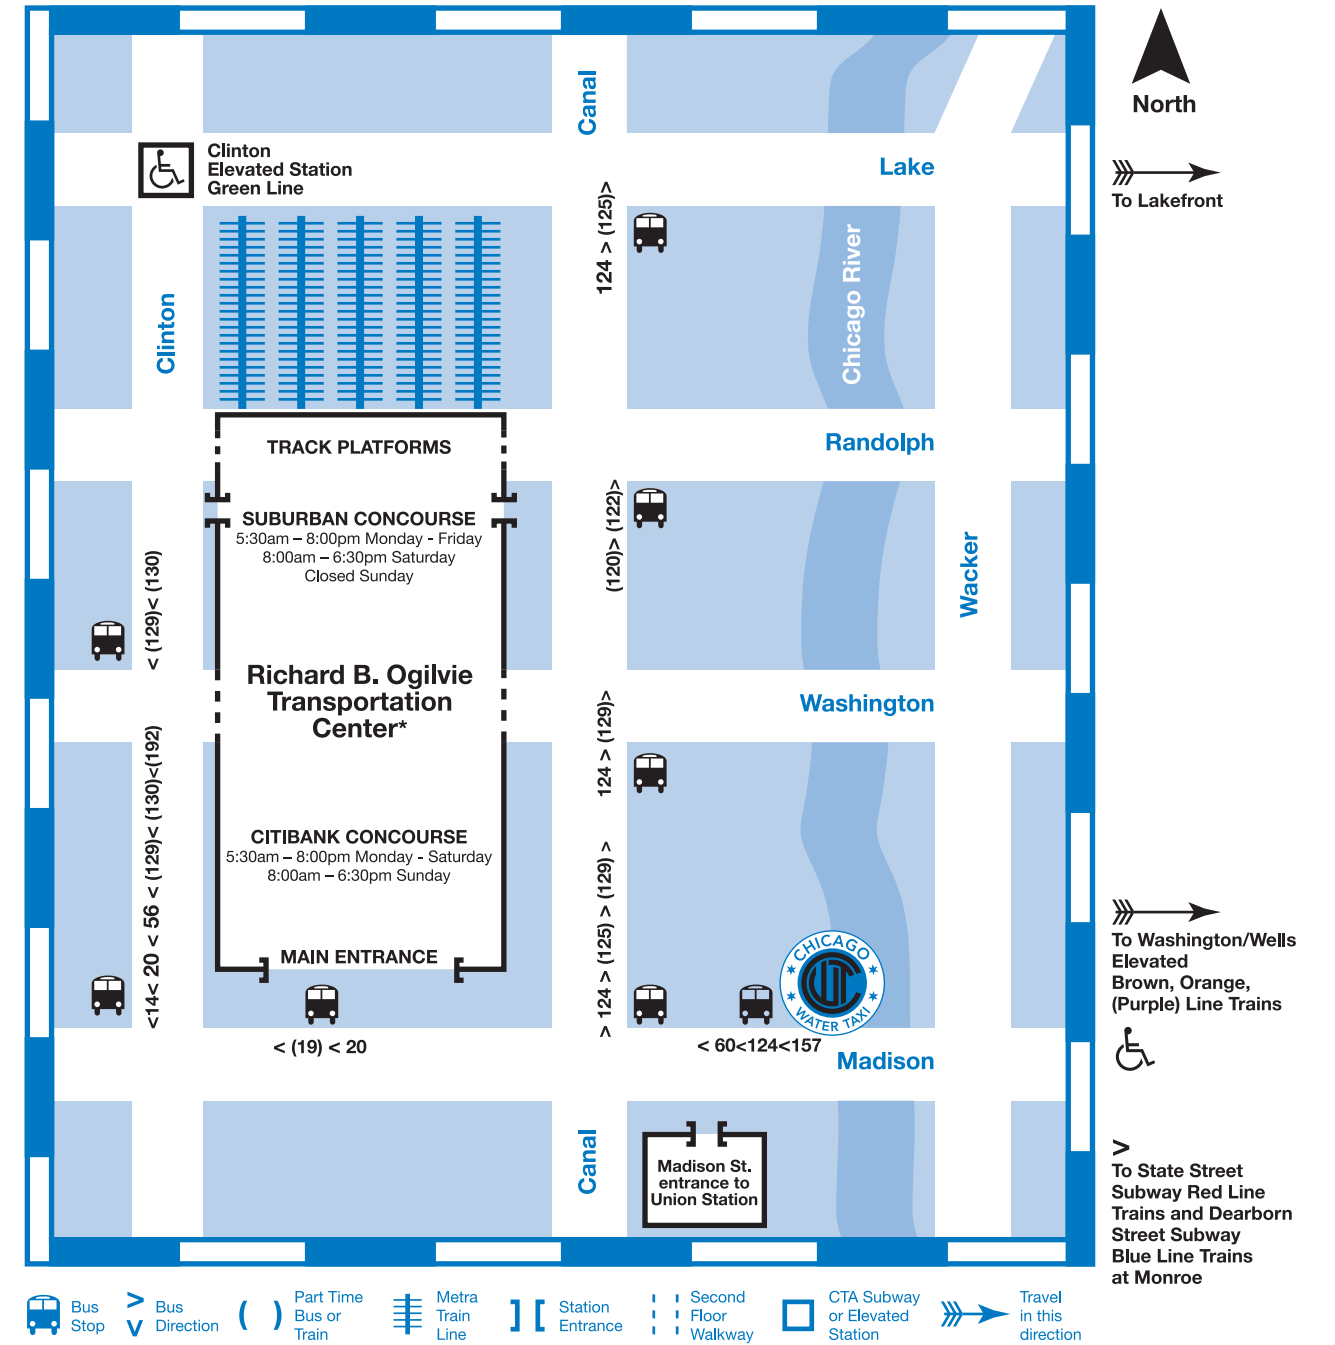 Canal
North
Clinton
Elevated Station
Green Line
Lake
To Lakefront
124 > (125)>
Chicago River
Clinton
TRACK PLATFORMS
Randolph
SUBURBAN CONCOURSE
5:30am – 8:00pm Monday - Friday
8:00am – 6:30pm Saturday
Closed Sunday
(120)> (122)>
< (129)< (130)
Wacker
Richard B. Ogilvie
Transportation
Center*
Washington
124 > (129)>
<14< 20 < 56 < (129)< (130)<(192)
CITIBANK CONCOURSE
5:30am – 8:00pm Monday - Saturday
8:00am – 6:30pm Sunday
> 124 > (125) > (129) >
MAIN ENTRANCE
CHICAGO
WATER TAXI
To Washington/Wells
Elevated
Brown, Orange,
(Purple) Line Trains
< (19) < 20
< 60<124<157
Madison
Canal
Madison St.
entrance to
Union Station
>
To State Street
Subway Red Line
Trains and Dearborn
Street Subway
Blue Line Trains
at Monroe
Bus
Stop
> Bus
V Direction
( ) Part Time
Bus or
Train
Metra
Train
Line
Station
Entrance
Second
Floor
Walkway
CTA Subway
or Elevated
Station
Travel
in this
direction